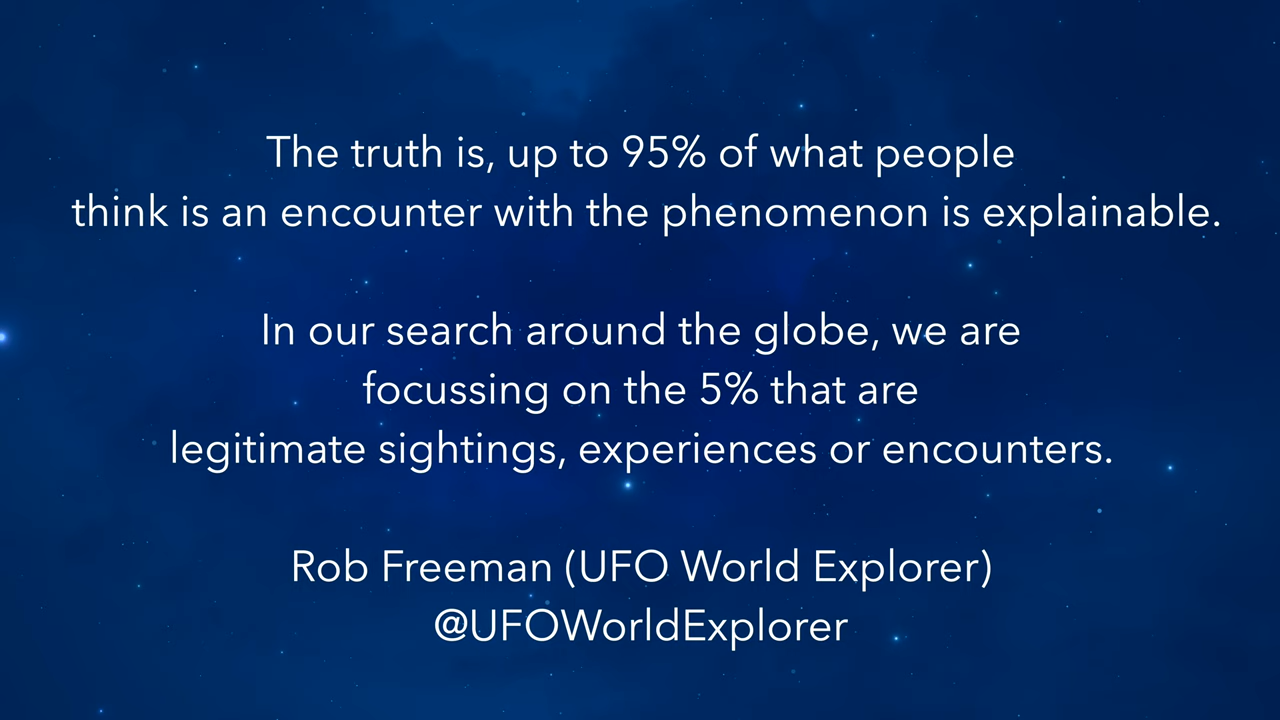 The truth is, up to 95% of what people
think is an encounter with the phenomenon is explainable.
In our search around the globe, we are
focussing on the 5% that are
legitimate sightings, experiences or encounters.
Rob Freeman (UFO World Explorer)
@UFOWorldExplorer